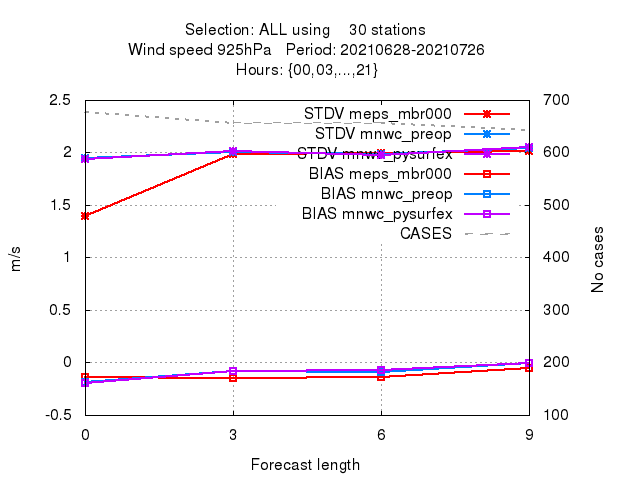 Selection: ALL using 30 stations
Wind speed 925hPa Period: 20210628-20210726
Hours: {00,03,...,21}
2.5 700
STDV meps_mbr000
STDV mnwc_preop
2 STDV mnwc_pysurfex 600
BIAS meps_mbr000
BIAS mnwc_preop
1.5 500
BIAS mnwc_pysurfex
CASES
1 400
m/s
No cases
0.5 300
0 200
-0.5 100
0 3 6 9
Forecast length